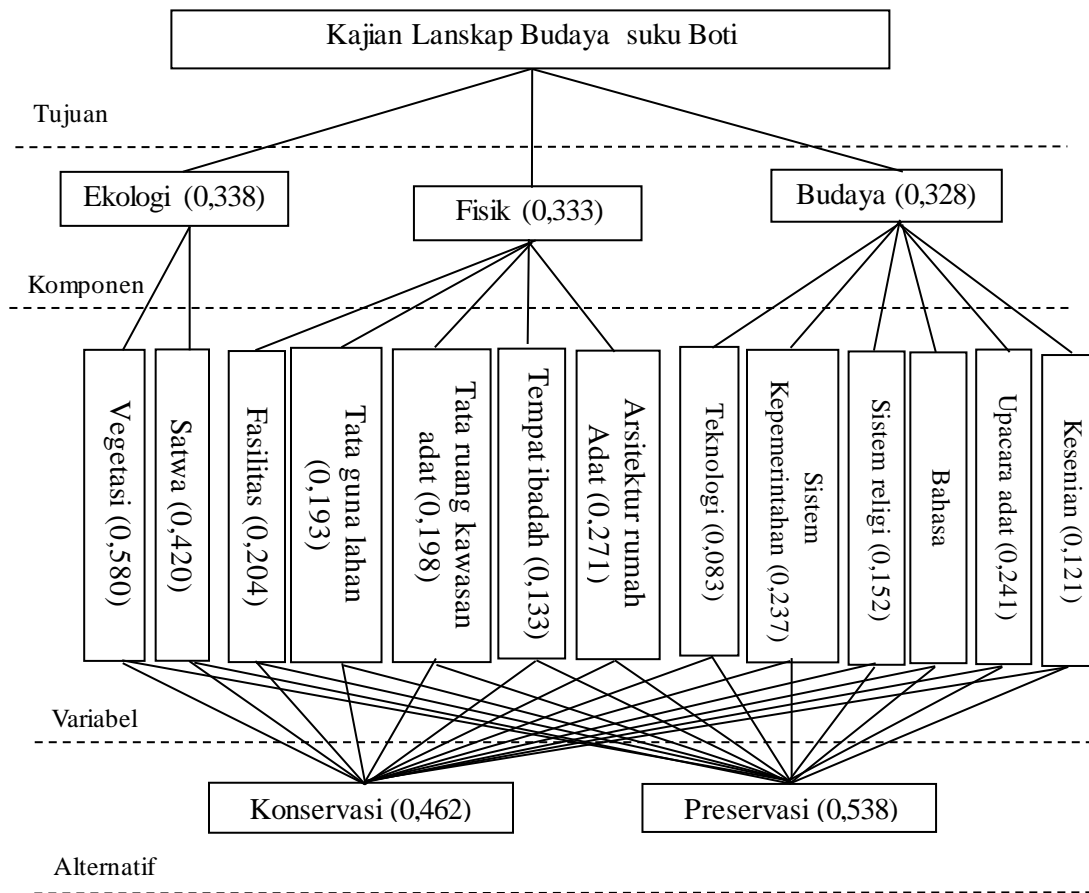 Kajian Lanskap Budaya suku Boti
Tujuan
Ekologi (0,338)
Fisik (0,333)
Budaya (0,328)
Komponen
Vegetasi (0,580)
Satwa (0,420)
Fasilitas (0,204)
Tata guna lahan
(0,193)
Tata ruang kawasan
adat (0,198)
Tempat ibadah (0,133)
Arsitektur rumah
Adat (0,271)
Teknologi (0,083)
Sistem
Kepemerintahan (0,237)
Sistem religi (0,152)
Bahasa
Upacara adat (0,241)
Kesenian (0,121)
Variabel
Konservasi (0,462)
Preservasi (0,538)
Alternatif